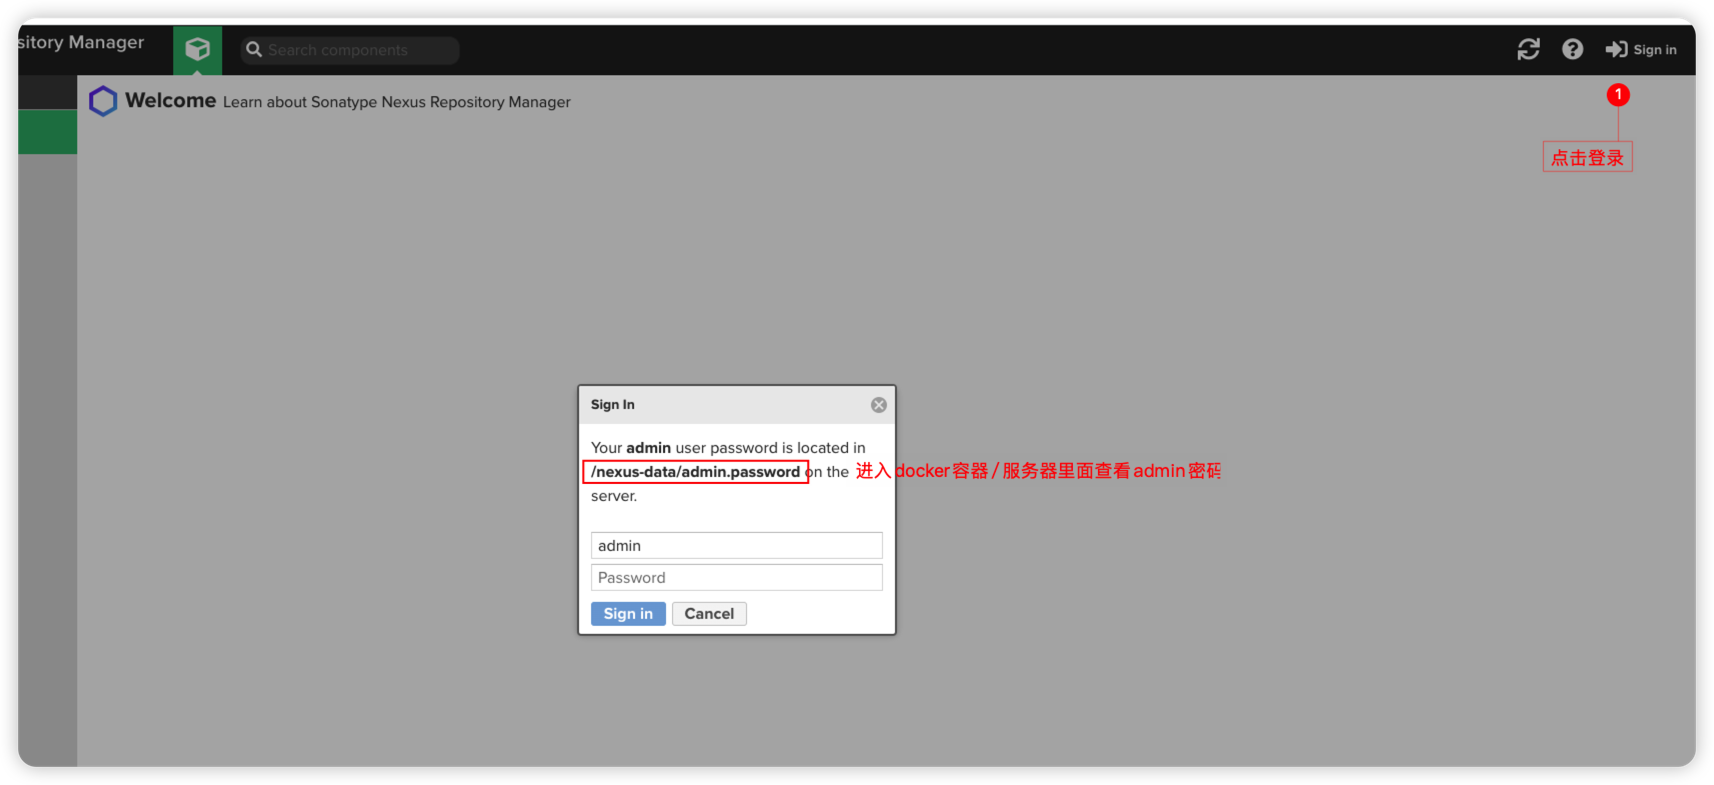 sitory Manager
Search components
Sign in
Welcome Learn about Sonatype Nexus Repository Manager
1
点击登录
Sign In
Your admin user password is located in
/nexus-data/admin.password on the
进入docker容器/服务器里面查看admin密码
server.
admin
Password
Sign in
Cancel